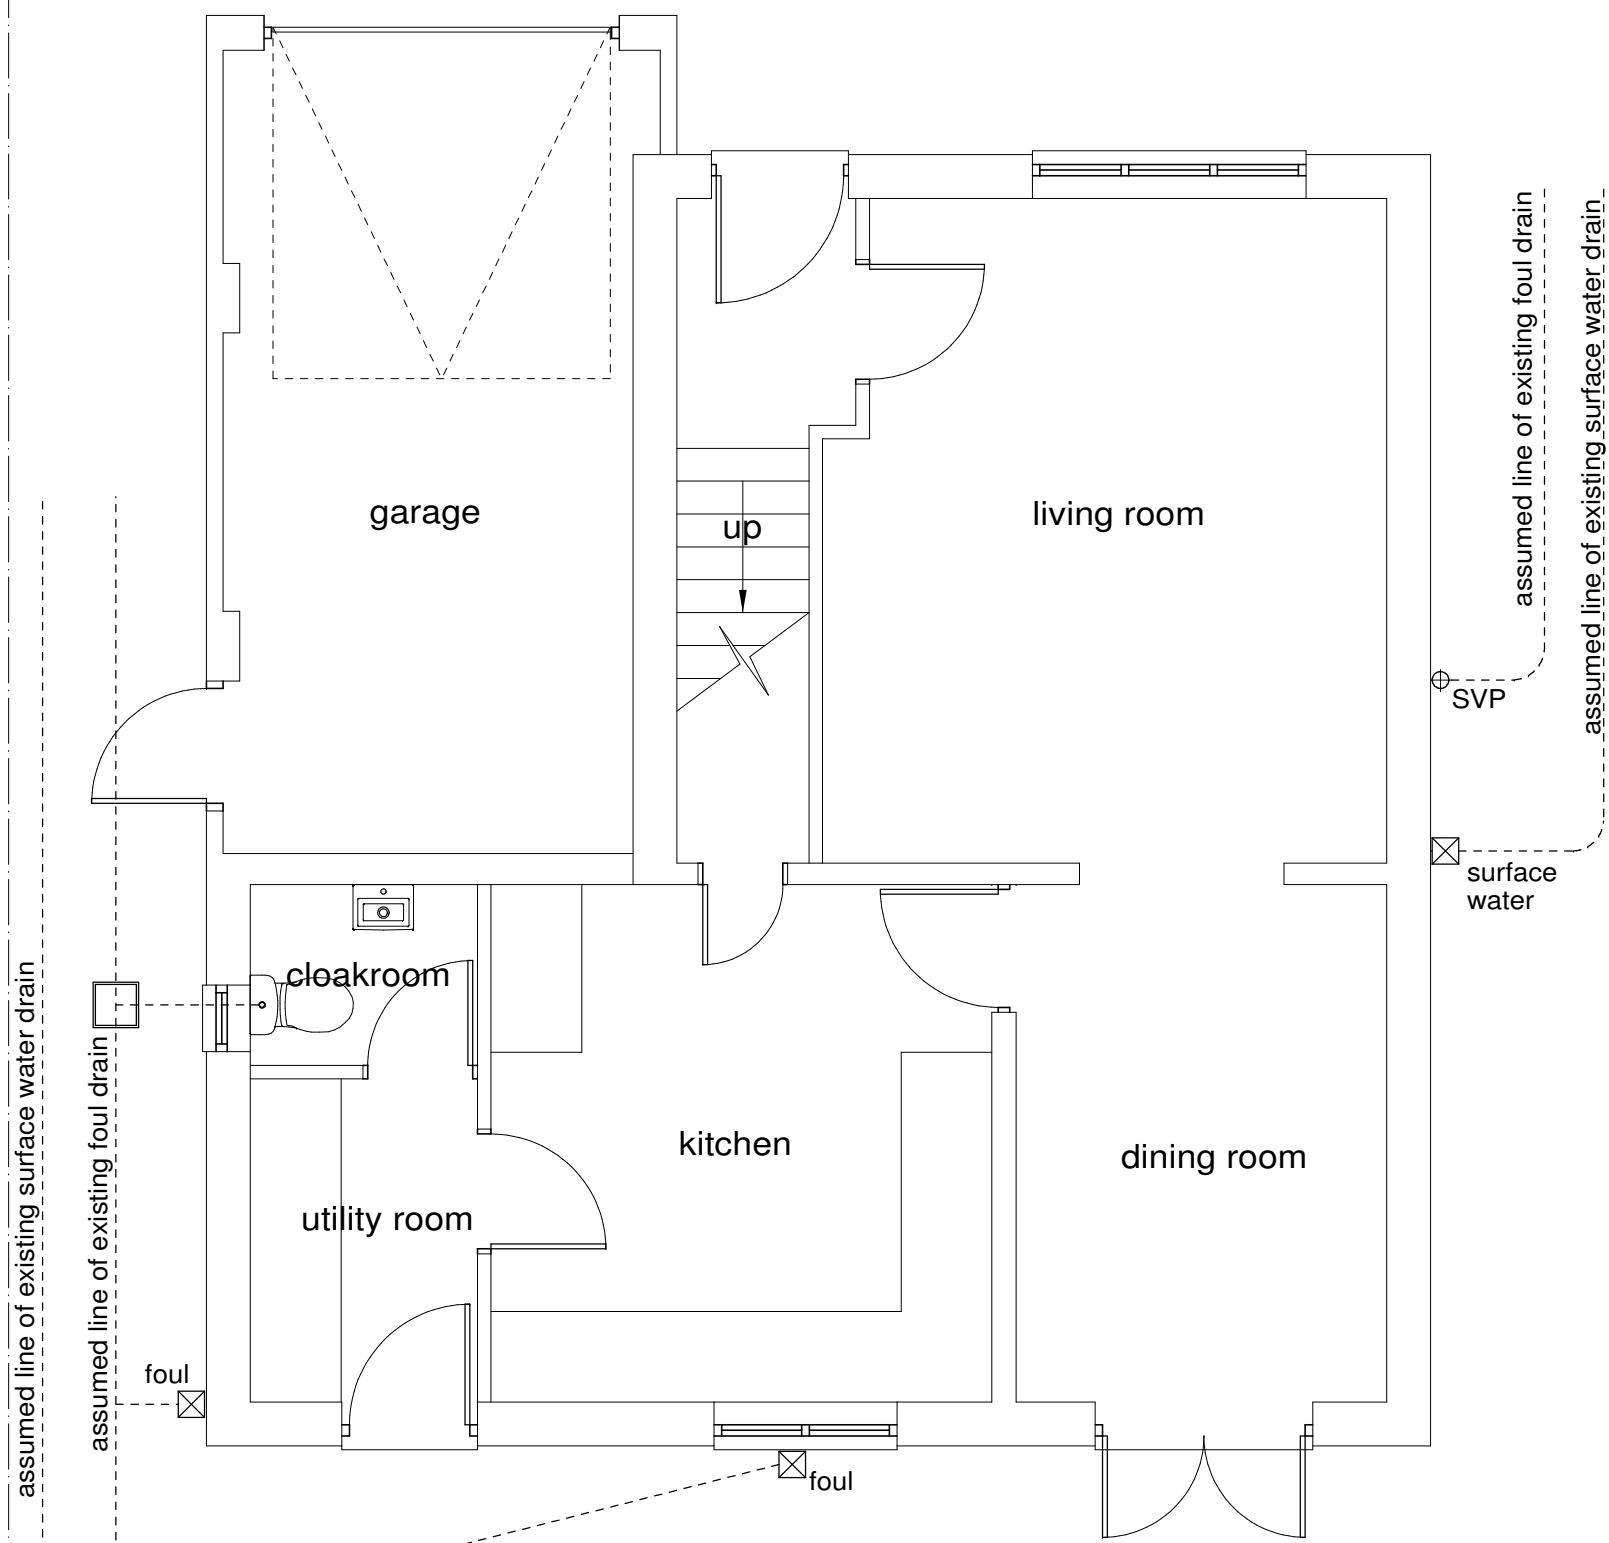 garage
up
living room
assumed line of existing foul drain
assumed line of existing surface water drain
SVP
surface
water
cloakroom
kitchen
dining room
utility room
assumed line of existing surface water drain
assumed line of existing foul drain
foul
foul